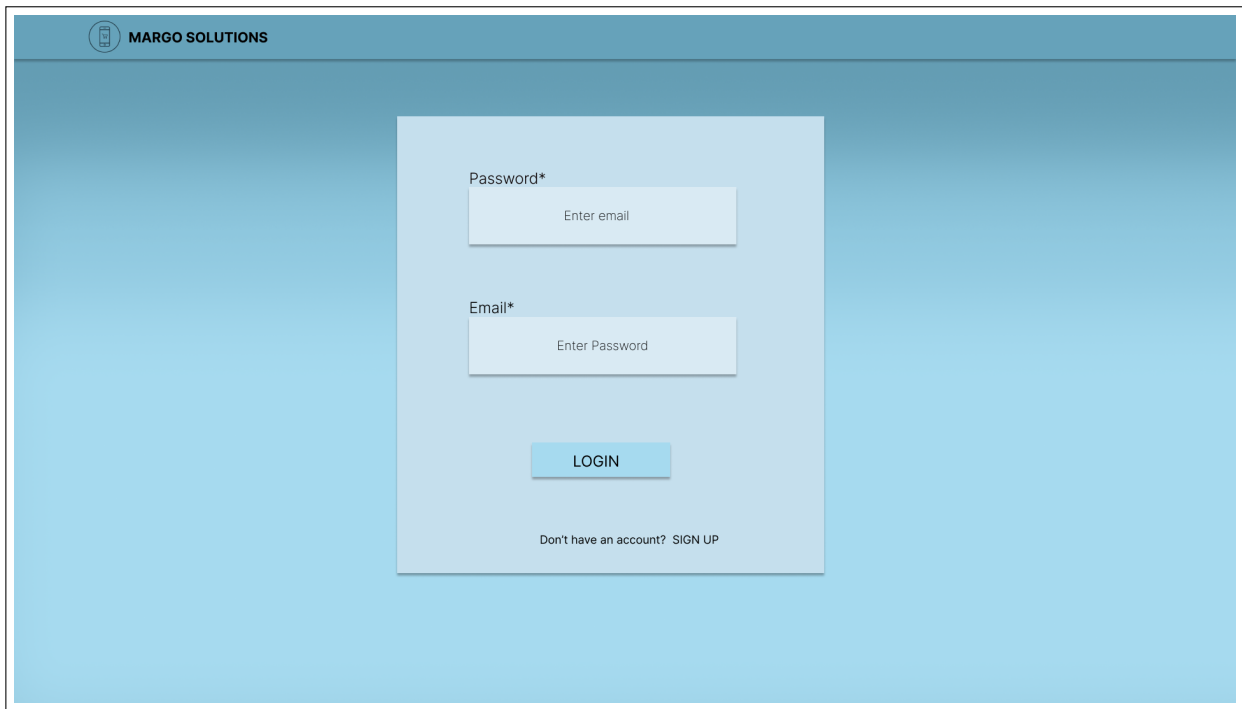 MARGO SOLUTIONS
Password*
Enter email
Email*
Enter Password
LOGIN
Don't have an account? SIGN UP